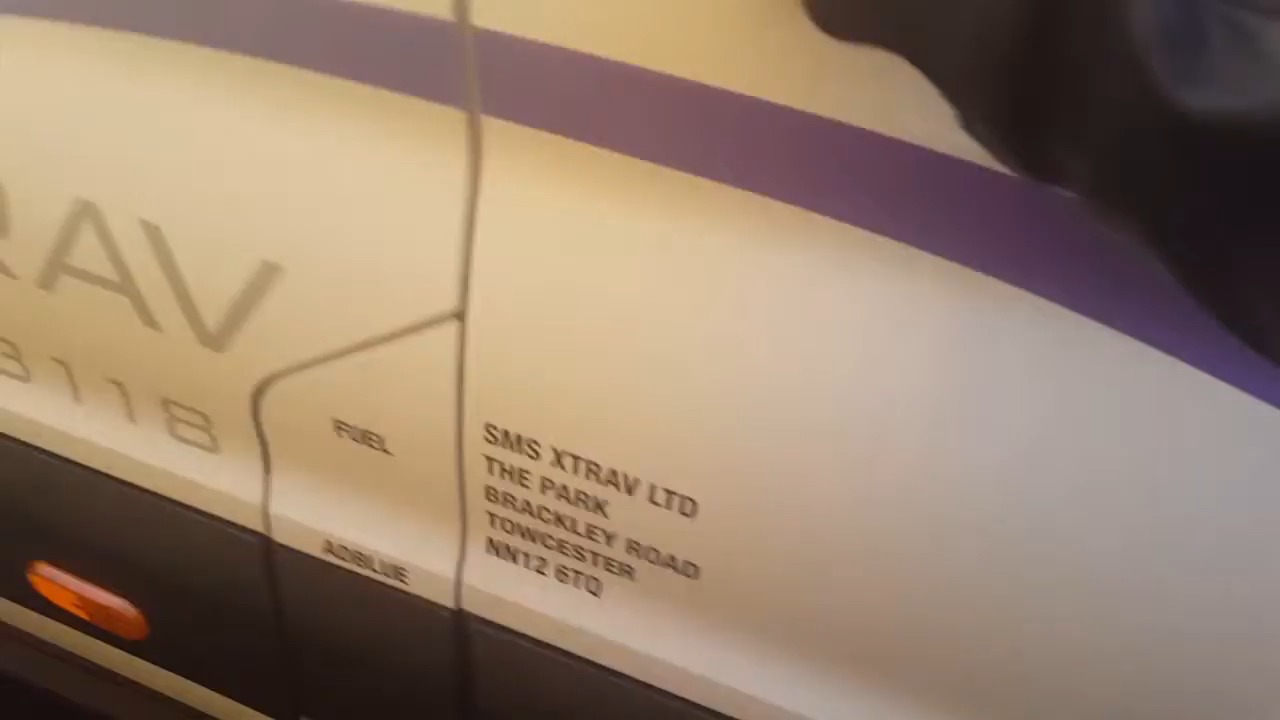 RAV
3118
FUEL
ADBLUE
SMS XTRAV LTD
THE PARK
BRACKLEY ROAD
TOWCESTER
NN12 6TQ